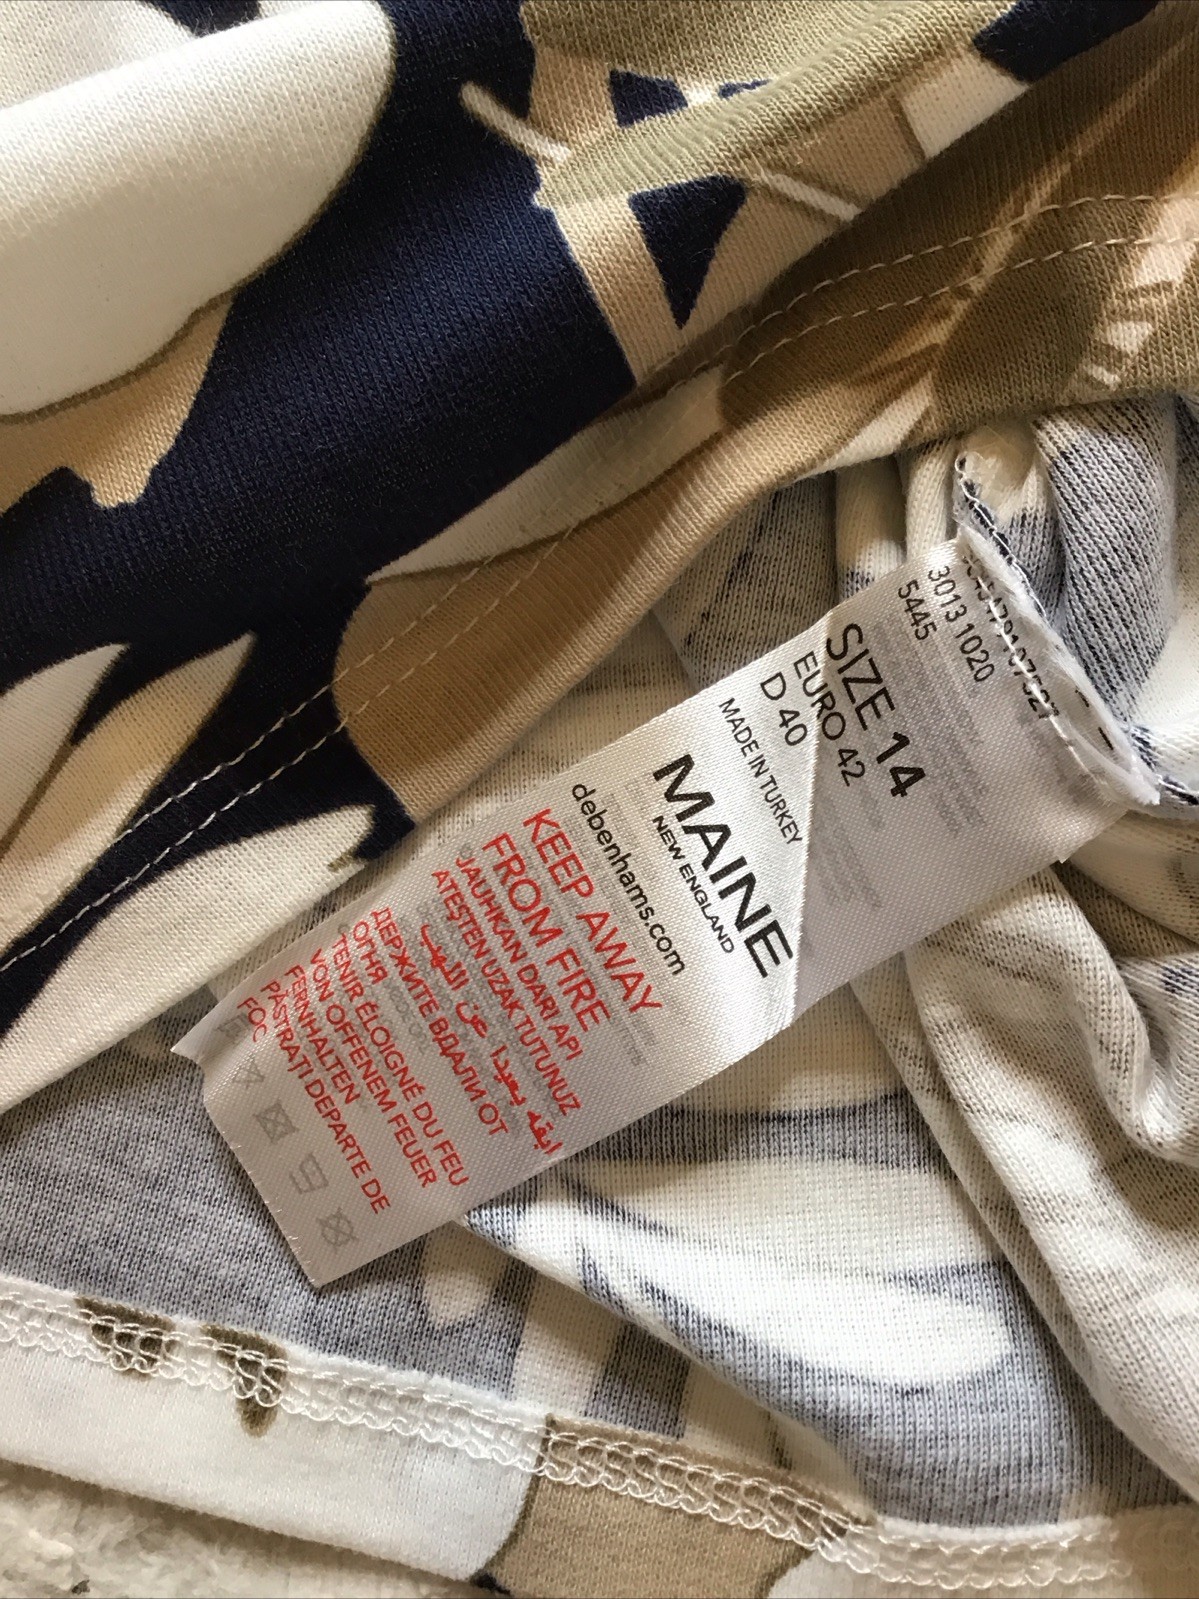 3013 1020
5445
SIZE 14
EURO 42
D 40
MADE IN TURKEY
MAINE
NEW ENGLAND
debenhams.com
KEEP AWAY
FROM FIRE
JAUHKAN DARI API
ATEŞTEN UZAK TUTUNUZ
ابقه بعيدا عن اللهب
ДЕРЖИТЕ ВДАЛИ ОТ
ОГНЯ
TENIR ÉLOIGNÉ DU FEU
VON OFFENEM FEUER
FERNHALTEN
PĂSTRAŢI DEPARTE DE
FOC